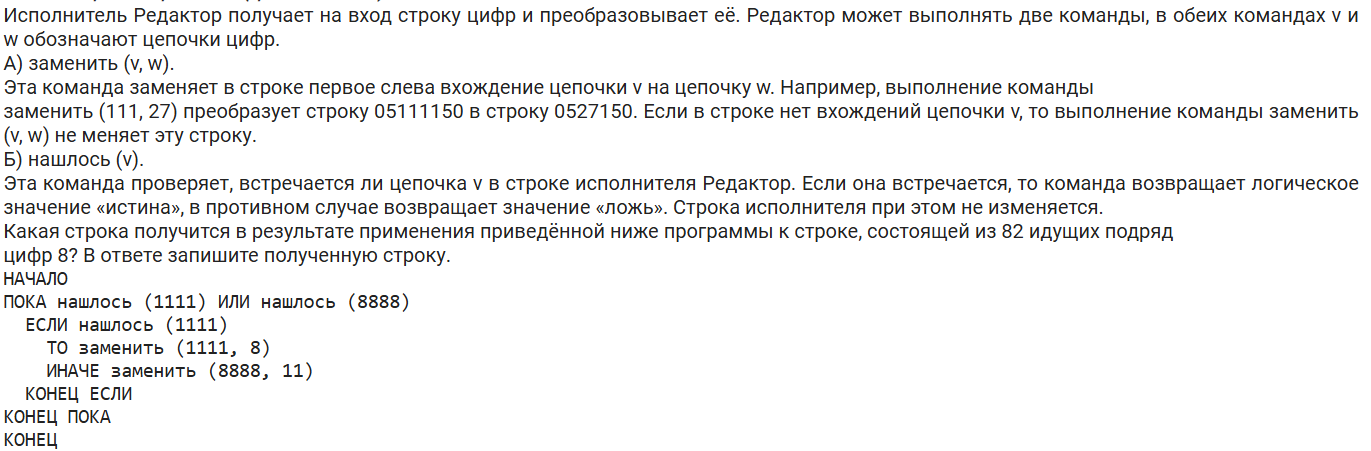 Исполнитель Редактор получает на вход строку цифр и преобразовывает её. Редактор может выполнять две команды, в обеих командах v и
w обозначают цепочки цифр.
А) заменить (v, w).
Эта команда заменяет в строке первое слева вхождение цепочки v на цепочку w. Например, выполнение команды
заменить (111, 27) преобразует строку 05111150 в строку 0527150. Если в строке нет вхождений цепочки v, то выполнение команды заменить
(v, w) не меняет эту строку.
Б) нашлось (v).
Эта команда проверяет, встречается ли цепочка v в строке исполнителя Редактор. Если она встречается, то команда возвращает логическое
значение «истина», в противном случае возвращает значение «ложь». Строка исполнителя при этом не изменяется.
Какая строка получится в результате применения приведённой ниже программы к строке, состоящей из 82 идущих подряд
цифр 8? В ответе запишите полученную строку.
НАЧАЛО
ПОКА нашлось (1111) ИЛИ нашлось (8888)
ЕСЛИ нашлось (1111)
ТО заменить (1111, 8)
ИНАЧЕ заменить (8888, 11)
КОНЕЦ ЕСЛИ
КОНЕЦ ПОКА
КОНЕЦ